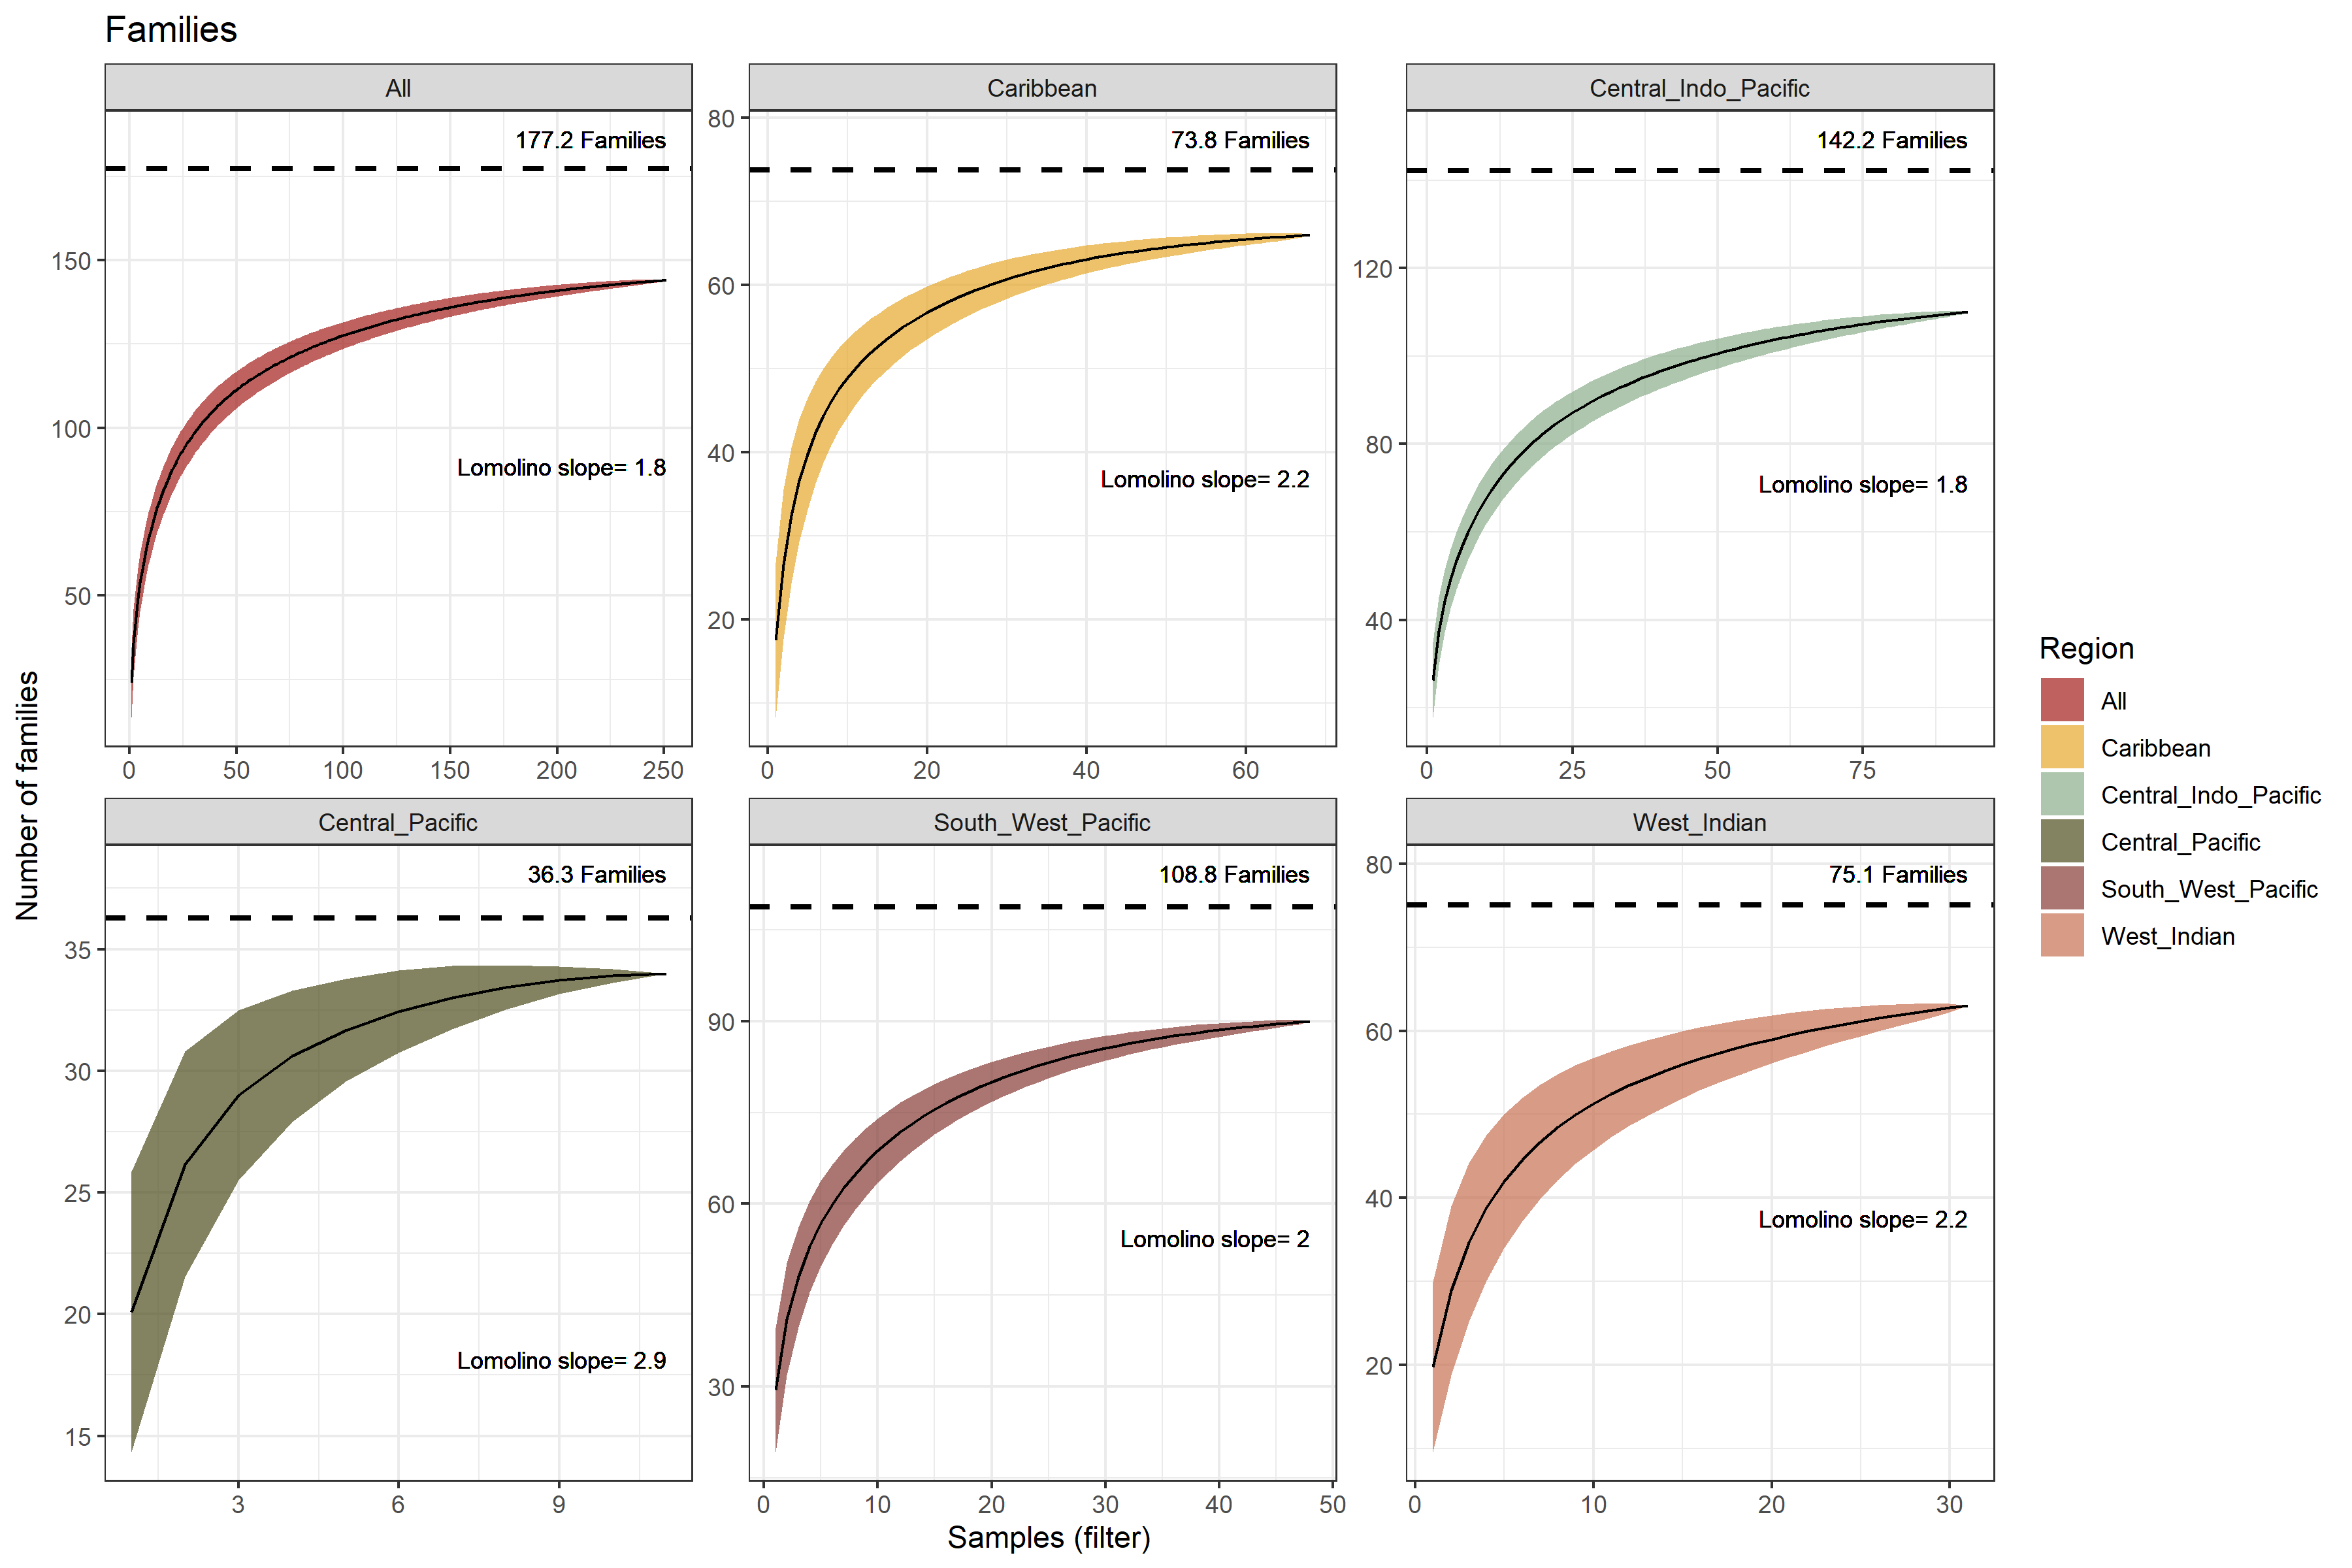 Families
All
Caribbean
Central_Indo_Pacific
177.2 Families
Lomolino slope= 1.8
150
100
50
0 50 100 150 200 250
73.8 Families
Lomolino slope= 2.2
80
60
40
20
0 20 40 60
142.2 Families
Lomolino slope= 1.8
120
80
40
0 25 50 75
Central_Pacific
South_West_Pacific
West_Indian
36.3 Families
Lomolino slope= 2.9
35
30
25
20
15
3 6 9
108.8 Families
Lomolino slope= 2
90
60
30
0 10 20 30 40 50
75.1 Families
Lomolino slope= 2.2
80
60
40
20
0 10 20 30
Number of families
Samples (filter)
Region
All
Caribbean
Central_Indo_Pacific
Central_Pacific
South_West_Pacific
West_Indian